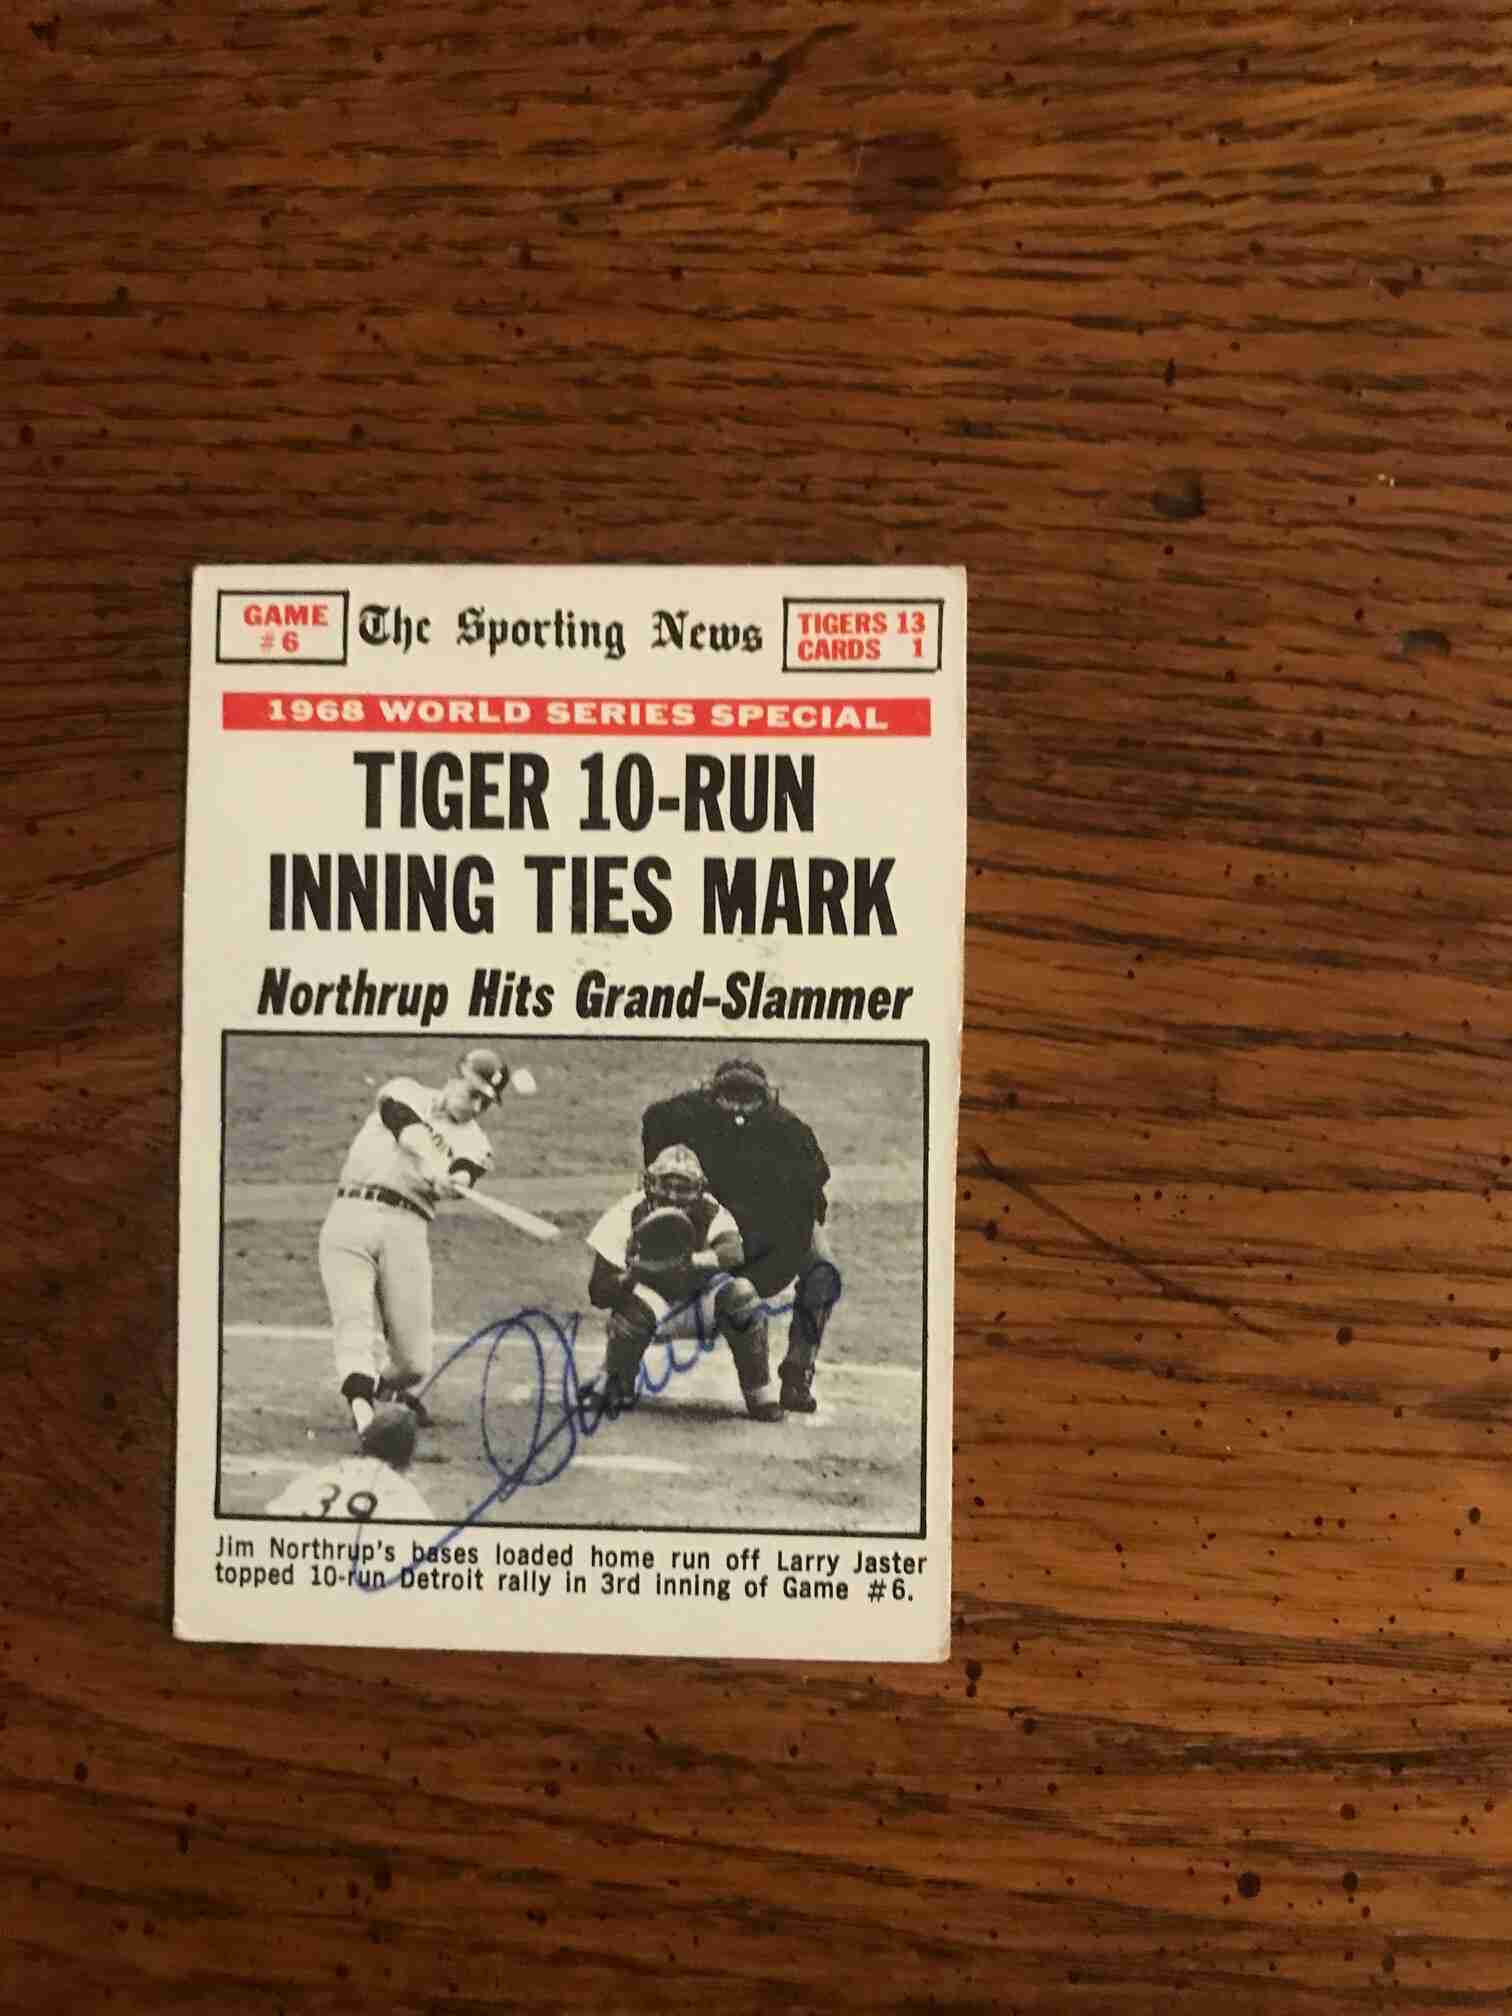 GAME
#6
The Sporting News
TIGERS 13
CARDS 1
1968 WORLD SERIES SPECIAL
TIGER 10-RUN
INNING TIES MARK
Northrup Hits Grand-Slammer
39
Jim Northrup's bases loaded home run off Larry Jaster
topped 10-run Detroit rally in 3rd inning of Game #6.